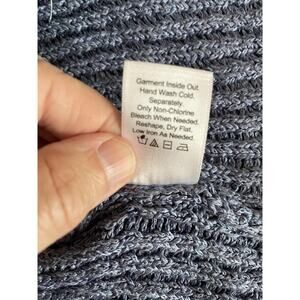 Garment Inside Out.
Hand Wash Cold.
Separately.
Only Non-Chlorine
Bleach When Needed.
Reshape, Dry Flat.
Low Iron As Needed.